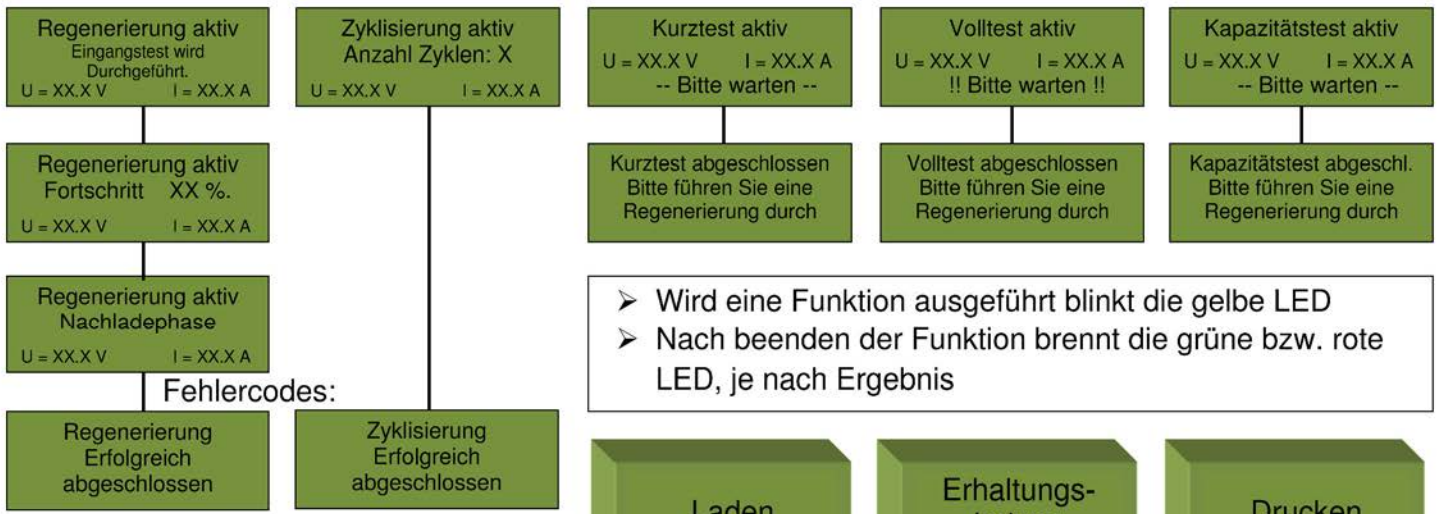 Regenerierung aktiv
Eingangstest wird
Durchgeführt.
U = XX.X V I = XX.X A
Regenerierung aktiv
Fortschritt XX %.
U = XX.X V I = XX.X A
Regenerierung aktiv
Nachladephase
U = XX.X V I = XX.X A
Fehlercodes:
Regenerierung
Erfolgreich
abgeschlossen
Zyklisierung aktiv
Anzahl Zyklen: X
U = XX.X V I = XX.X A
Zyklisierung
Erfolgreich
abgeschlossen
Kurztest aktiv
U = XX.X V I = XX.X A
-- Bitte warten --
Kurztest abgeschlossen
Bitte führen Sie eine
Regenerierung durch
Volltest aktiv
U = XX.X V I = XX.X A
!! Bitte warten !!
Volltest abgeschlossen
Bitte führen Sie eine
Regenerierung durch
Kapazitätstest aktiv
U = XX.X V I = XX.X A
-- Bitte warten --
Kapazitätstest abgeschl.
Bitte führen Sie eine
Regenerierung durch
➢ Wird eine Funktion ausgeführt blinkt die gelbe LED
➢ Nach beenden der Funktion brennt die grüne bzw. rote
LED, je nach Ergebnis
Laden
Erhaltungs-
Drucken